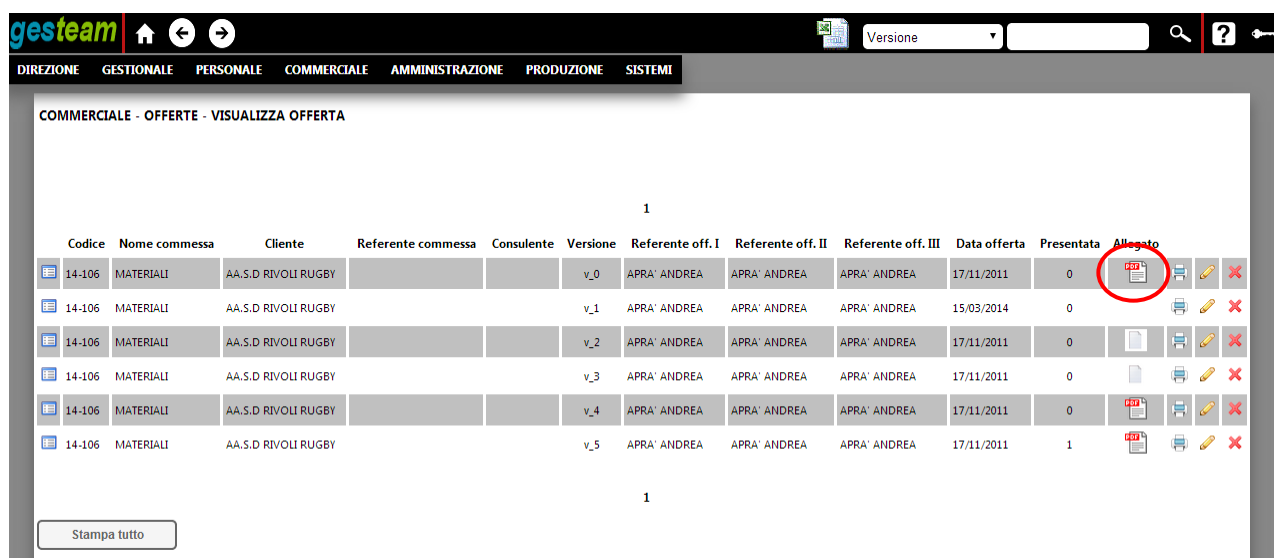 gesteam
Versione
?
DIREZIONE GESTIONALE PERSONALE COMMERCIALE AMMINISTRAZIONE PRODUZIONE SISTEMI
COMMERCIALE - OFFERTE - VISUALIZZA OFFERTA
1
Codice Nome commessa Cliente Referente commessa Consulente Versione Referente off. I Referente off. II Referente off. III Data offerta Presentata Allegato
14-106 MATERIALI AA.S.D RIVOLI RUGBY v_0 APRA' ANDREA APRA' ANDREA APRA' ANDREA 17/11/2011 0 PDF
14-106 MATERIALI AA.S.D RIVOLI RUGBY v_1 APRA' ANDREA APRA' ANDREA APRA' ANDREA 15/03/2014 0
14-106 MATERIALI AA.S.D RIVOLI RUGBY v_2 APRA' ANDREA APRA' ANDREA APRA' ANDREA 17/11/2011 0
14-106 MATERIALI AA.S.D RIVOLI RUGBY v_3 APRA' ANDREA APRA' ANDREA APRA' ANDREA 17/11/2011 0
14-106 MATERIALI AA.S.D RIVOLI RUGBY v_4 APRA' ANDREA APRA' ANDREA APRA' ANDREA 17/11/2011 0 PDF
14-106 MATERIALI AA.S.D RIVOLI RUGBY v_5 APRA' ANDREA APRA' ANDREA APRA' ANDREA 17/11/2011 1 PDF
1
Stampa tutto